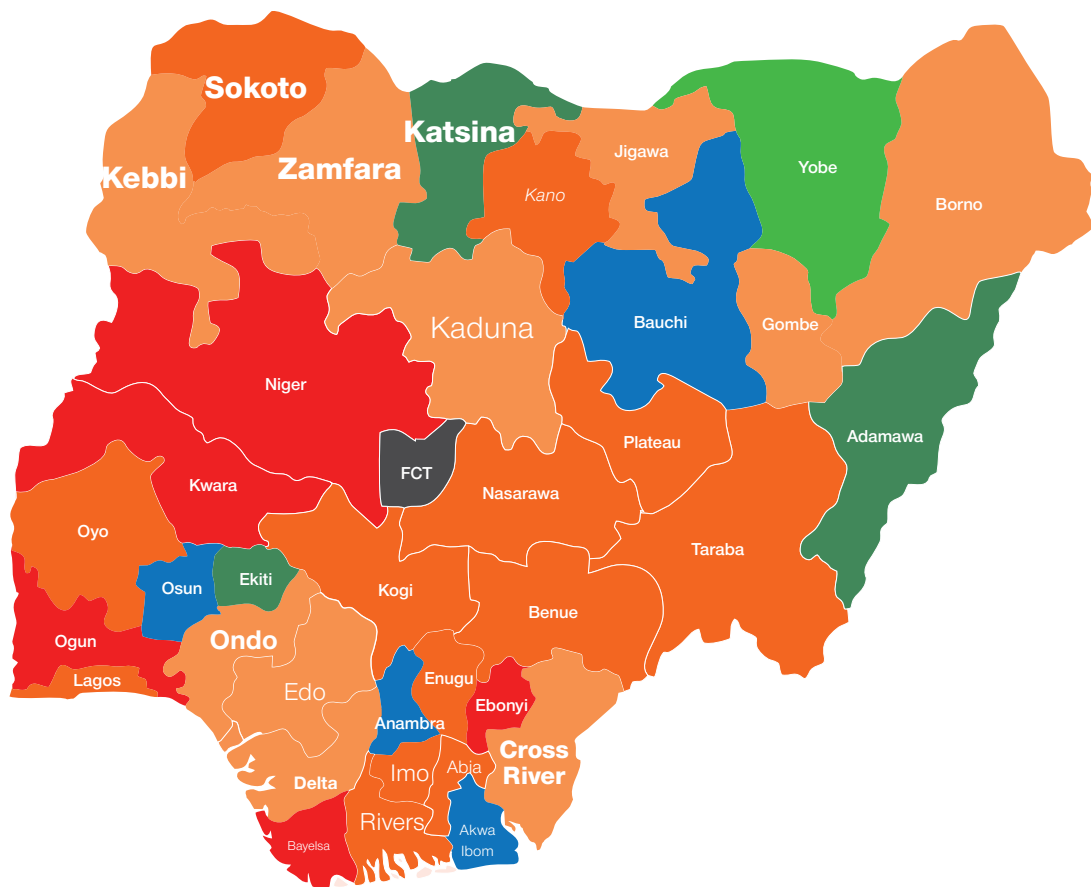 Sokoto
Katsina
Kebbi
Zamfara
Jigawa
Yobe
Kano
Borno
Kaduna
Bauchi
Gombe
Niger
Adamawa
Plateau
FCT
Kwara
Nasarawa
Oyo
Taraba
Osun
Ekiti
Kogi
Benue
Ogun
Ondo
Lagos
Edo
Enugu
Ebonyi
Anambra
Cross
River
Imo
Abia
Delta
Rivers
Akwa
Ibom
Bayelsa